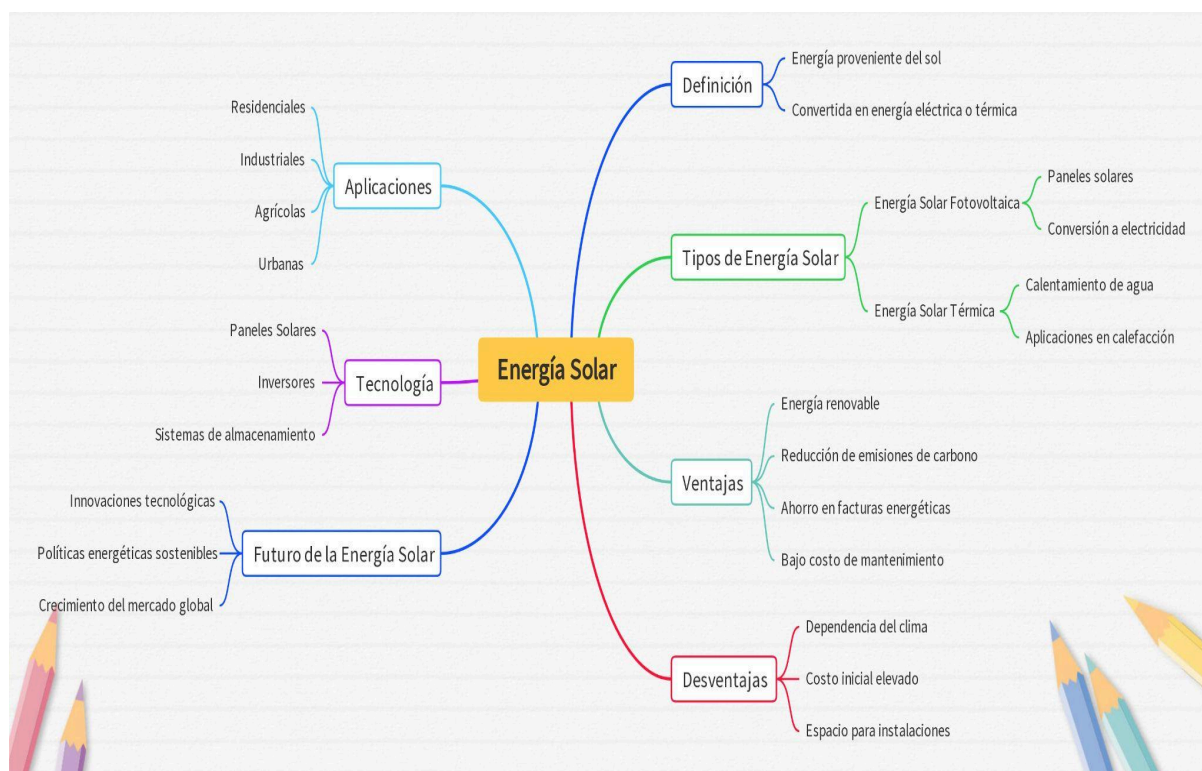 Energía Solar
Definición
Energía proveniente del sol
Convertida en energía eléctrica o térmica
Tipos de Energía Solar
Energía Solar Fotovoltaica
Paneles solares
Conversión a electricidad
Energía Solar Térmica
Calentamiento de agua
Aplicaciones en calefacción
Ventajas
Energía renovable
Reducción de emisiones de carbono
Ahorro en facturas energéticas
Bajo costo de mantenimiento
Desventajas
Dependencia del clima
Costo inicial elevado
Espacio para instalaciones
Aplicaciones
Residenciales
Industriales
Agrícolas
Urbanas
Tecnología
Paneles Solares
Inversores
Sistemas de almacenamiento
Futuro de la Energía Solar
Innovaciones tecnológicas
Políticas energéticas sostenibles
Crecimiento del mercado global